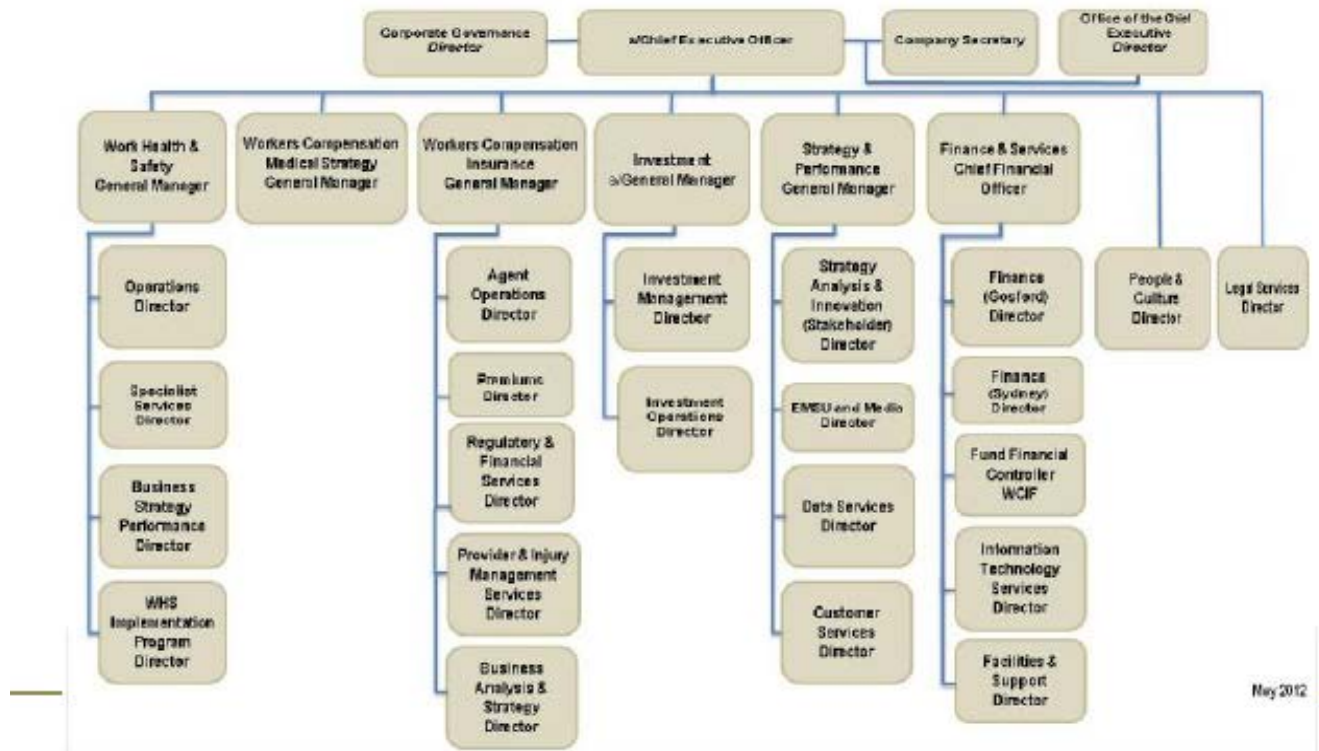 Corporate Governance
Director
a/Chief Executive Officer
Company Secretary
Office of the Chief
Executive
Director
Work Health &
Safety
General Manager
Workers Compensation
Medical Strategy
General Manager
Workers Compensation
Insurance
General Manager
Investment
a/General Manager
Strategy &
Performance
General Manager
Finance & Services
Chief Financial
Officer
Operations
Director
Specialist
Services
Director
Business
Strategy
Performance
Director
WHS
Implementation
Program
Director
Agent
Operations
Director
Premiums
Director
Regulatory &
Financial
Services
Director
Provider & Injury
Management
Services
Director
Business
Analysis &
Strategy
Director
Investment
Management
Director
Investment
Operations
Director
Strategy
Analysis &
Innovation
(Stakeholder)
Director
EMSU and Media
Director
Data Services
Director
Customer
Services
Director
Finance
(Gosford)
Director
Finance
(Sydney)
Director
Fund Financial
Controller
WCIF
Information
Technology
Services
Director
Facilities &
Support
Director
People &
Culture
Director
Legal Services
Director
May 2012